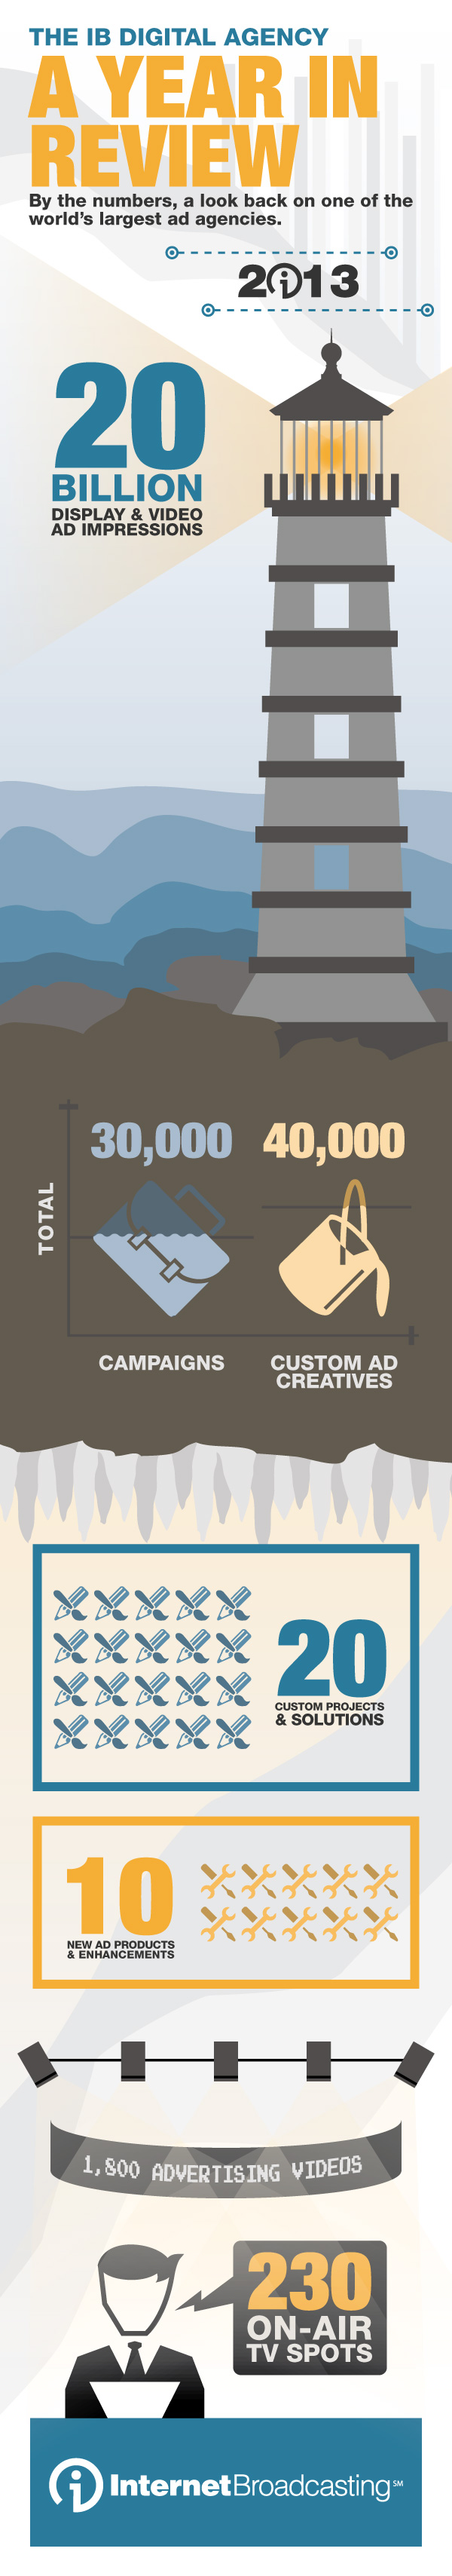 THE IB DIGITAL AGENCY
A YEAR IN
REVIEW
By the numbers, a look back on one of the
world's largest ad agencies.
2013
20
BILLION
DISPLAY & VIDEO
AD IMPRESSIONS
30,000 40,000
TOTAL
CAMPAIGNS
CUSTOM AD
CREATIVES
20
CUSTOM PROJECTS
& SOLUTIONS
10
NEW AD PRODUCTS
& ENHANCEMENTS
1,800 ADVERTISING VIDEOS
230
ON-AIR
TV SPOTS
InternetBroadcasting℠